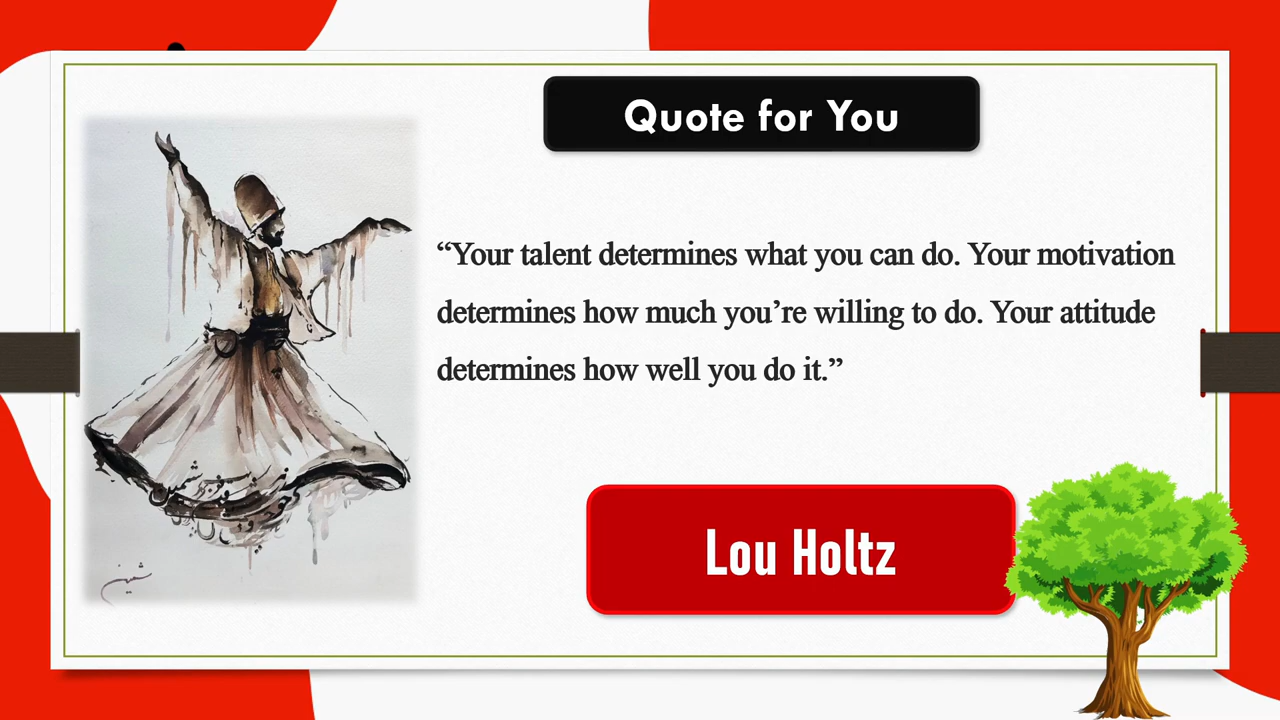 Quote for You
“Your talent determines what you can do. Your motivation
determines how much you’re willing to do. Your attitude
determines how well you do it.”
Lou Holtz